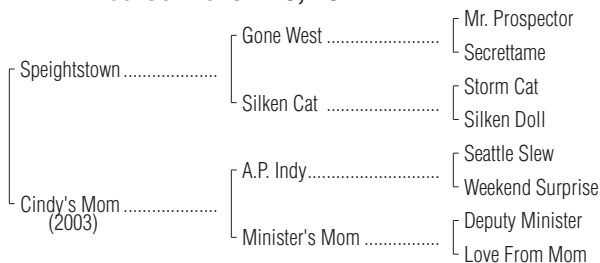 Gone West
Mr. Prospector
Secrettame
Speightstown
Silken Cat
Storm Cat
Silken Doll
A.P. Indy
Seattle Slew
Weekend Surprise
Cindy's Mom
(2003)
Minister's Mom
Deputy Minister
Love From Mom